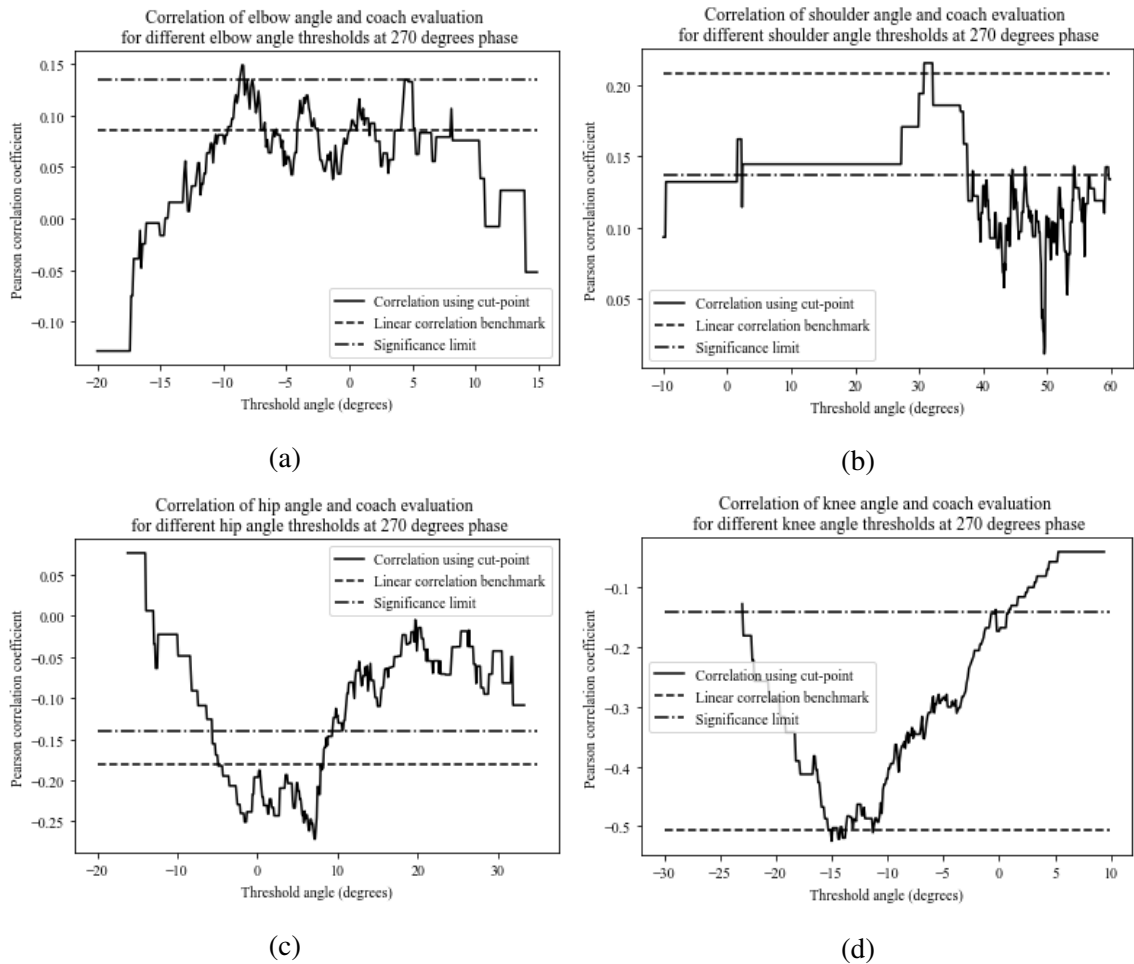 Correlation of elbow angle and coach evaluation
for different elbow angle thresholds at 270 degrees phase
Pearson correlation coefficient
0.15
0.10
0.05
0.00
−0.05
−0.10
Correlation using cut-point
Linear correlation benchmark
Significance limit
−20 −15 −10 −5 0 5 10 15
Threshold angle (degrees)
(a)
Correlation of shoulder angle and coach evaluation
for different shoulder angle thresholds at 270 degrees phase
Pearson correlation coefficient
0.20
0.15
0.10
0.05
Correlation using cut-point
Linear correlation benchmark
Significance limit
−10 0 10 20 30 40 50 60
Threshold angle (degrees)
(b)
Correlation of hip angle and coach evaluation
for different hip angle thresholds at 270 degrees phase
Pearson correlation coefficient
0.05
0.00
−0.05
−0.10
−0.15
−0.20
−0.25
Correlation using cut-point
Linear correlation benchmark
Significance limit
−20 −10 0 10 20 30
Threshold angle (degrees)
(c)
Correlation of knee angle and coach evaluation
for different knee angle thresholds at 270 degrees phase
Pearson correlation coefficient
−0.1
−0.2
−0.3
−0.4
−0.5
Correlation using cut-point
Linear correlation benchmark
Significance limit
−30 −25 −20 −15 −10 −5 0 5 10
Threshold angle (degrees)
(d)